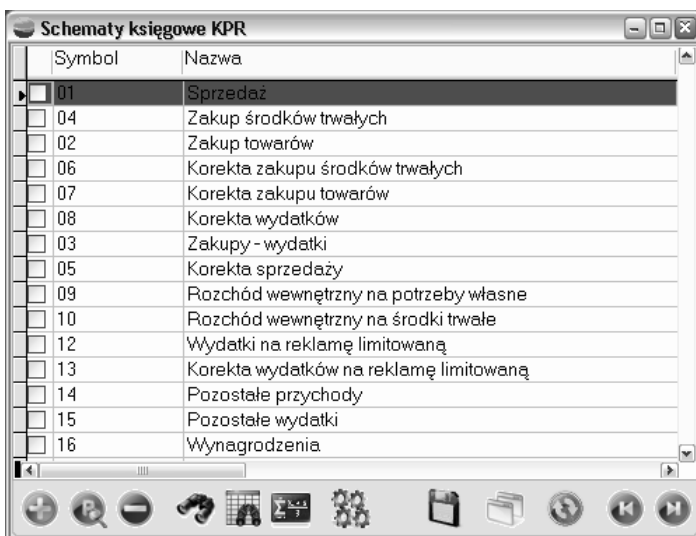 Schematy księgowe KPR
Symbol Nazwa
01 Sprzedaż
04 Zakup środków trwałych
02 Zakup towarów
06 Korekta zakupu środków trwałych
07 Korekta zakupu towarów
08 Korekta wydatków
03 Zakupy - wydatki
05 Korekta sprzedaży
09 Rozchód wewnętrzny na potrzeby własne
10 Rozchód wewnętrzny na środki trwałe
12 Wydatki na reklamę limitowaną
13 Korekta wydatków na reklamę limitowaną
14 Pozostałe przychody
15 Pozostałe wydatki
16 Wynagrodzenia